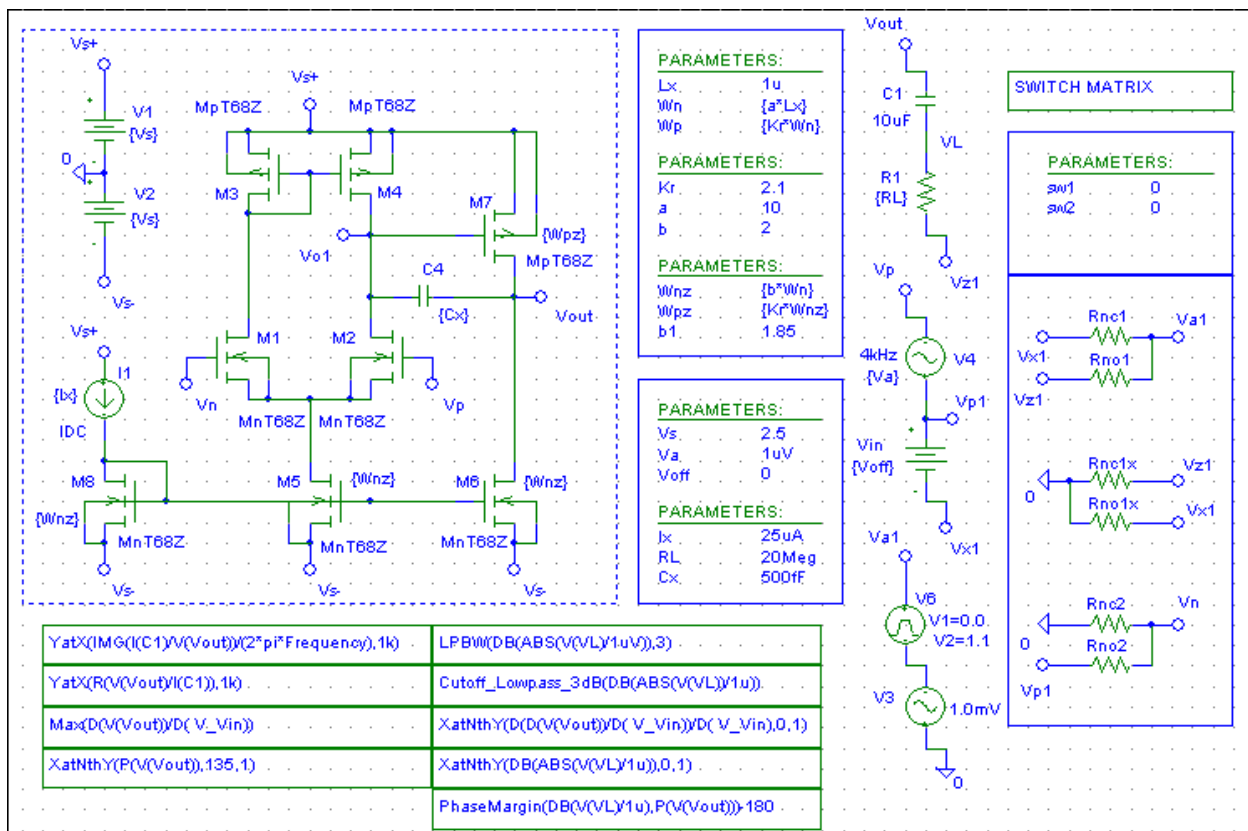 Vs+
V1
{Vs}
0
V2
{Vs}
Vs-
Vs+
I1
{Ix}
IDC
M8
{Wnz}
MnT68Z
Vs-
Vs+
MpT68Z
MpT68Z
M3
M4
M7
{Wpz}
MpT68Z
Vo1
C4
{Cx}
Vout
M1
M2
Vn
Vp
MnT68Z
MnT68Z
M5
{Wnz}
MnT68Z
Vs-
M6
{Wnz}
MnT68Z
Vs-
PARAMETERS:
Lx 1u
Wn {a*Lx}
Wp {Kr*Wn}
PARAMETERS:
Kr 2.1
a 10
b 2
PARAMETERS:
Wnz {b*Wn}
Wpz {Kr*Wnz}
b1 1.85
PARAMETERS:
Vs 2.5
Va 1uV
Voff 0
PARAMETERS:
Ix 25uA
RL 20Meg
Cx 500fF
Vout
C1
10uF
VL
R1
{RL}
Vz1
Vp
4kHz
{Va}
V4
Vp1
Vin
{Voff}
Vx1
Va1
V6
V1=0.0.
V2=1.1
V3
1.0mV
0
SWITCH MATRIX
PARAMETERS:
sw1 0
sw2 0
Rnc1
Va1
Vx1
Rno1
Vz1
Rnc1x
Vz1
0
Rno1x
Vx1
Rnc2
Vn
0
Rno2
Vp1
YatX(IMG(I(C1)/V(Vout))/(2*pi*Frequency),1k)
LPBW(DB(ABS(V(VL)/1uV)),3)
YatX(R(V(Vout)/I(C1)),1k)
Cutoff_Lowpass_3dB(DB(ABS(V(VL))/1u))
Max(D(V(Vout))/D( V_Vin))
XatNthY(D(D(V(Vout))/D( V_Vin))/D( V_Vin),0,1)
XatNthY(P(V(Vout)),135,1)
XatNthY(DB(ABS(V(VL)/1u)),0,1)
PhaseMargin(DB(V(VL)/1u),P(V(Vout)))-180